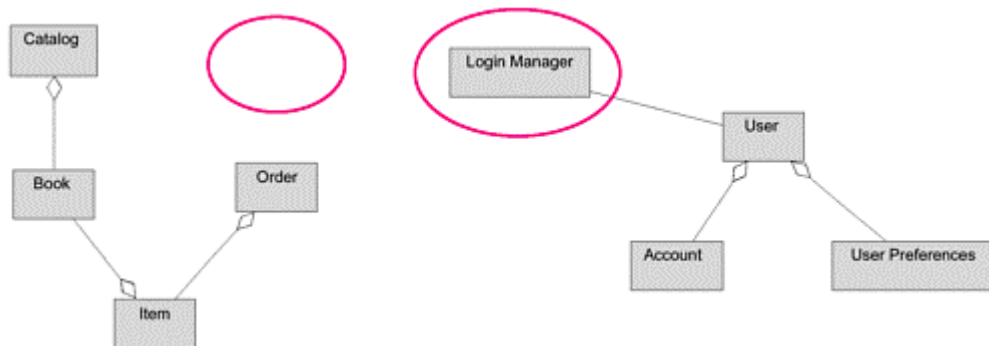 Catalog
Login Manager
User
Book
Order
Account
User Preferences
Item